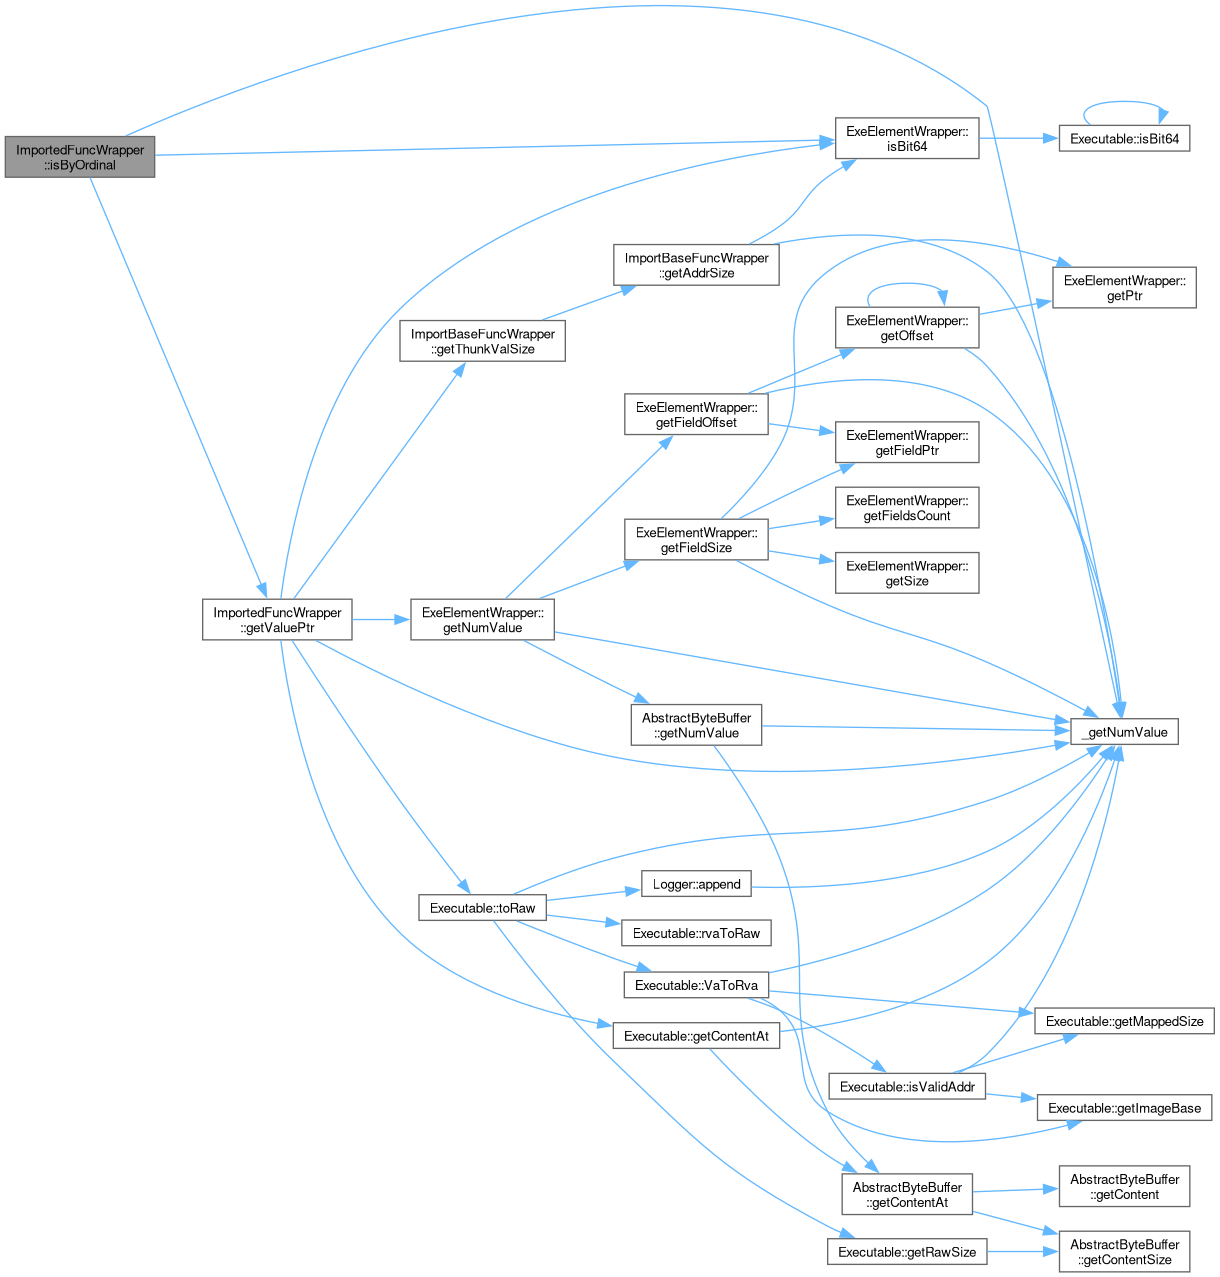 ImportedFuncWrapper
::isByOrdinal
ExeElementWrapper::
isBit64
Executable::isBit64
ImportBaseFuncWrapper
::getAddrSize
ExeElementWrapper::
getPtr
ImportBaseFuncWrapper
::getThunkValSize
ExeElementWrapper::
getOffset
ExeElementWrapper::
getFieldOffset
ExeElementWrapper::
getFieldPtr
ExeElementWrapper::
getFieldsCount
ExeElementWrapper::
getFieldSize
ExeElementWrapper::
getSize
ImportedFuncWrapper
::getValuePtr
ExeElementWrapper::
getNumValue
AbstractByteBuffer
::getNumValue
_getNumValue
Logger::append
Executable::toRaw
Executable::rvaToRaw
Executable::VaToRva
Executable::getContentAt
Executable::getMappedSize
Executable::isValidAddr
Executable::getImageBase
AbstractByteBuffer
::getContentAt
AbstractByteBuffer
::getContent
Executable::getRawSize
AbstractByteBuffer
::getContentSize